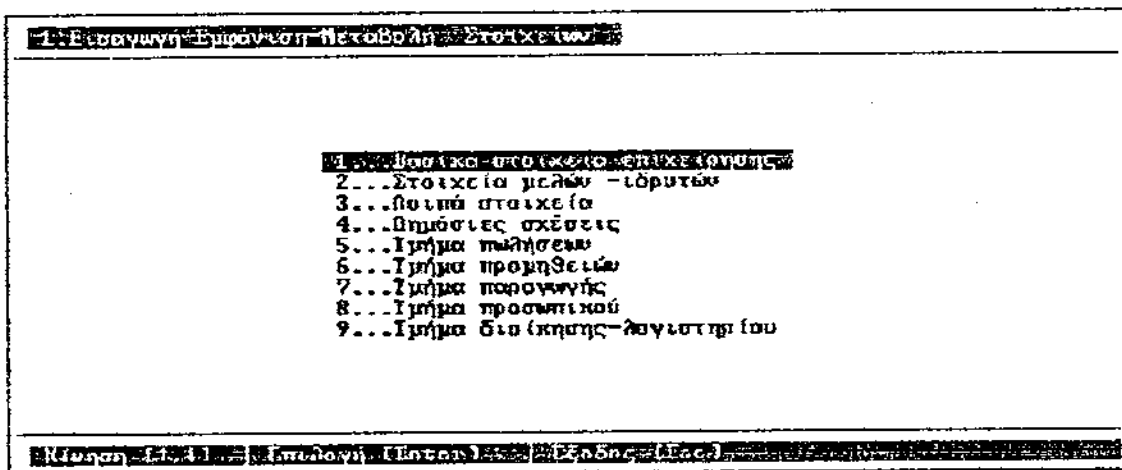 1.Εισαγωγή-Εμφάνιση-Μεταβολή Στοιχείων
1...Βασικά στοιχεία επιχείρησης
2...Στοιχεία μελών -ιδρυτών
3...Λοιπά στοιχεία
4...Δημόσιες σχέσεις
5...Τμήμα πωλήσεων
6...Τμήμα προμηθειών
7...Τμήμα παραγωγής
8...Τμήμα προσωπικού
9...Τμήμα διοίκησης-λογιστηρίου
Κίνηση [↑,↓] Επιλογή [Enter] Έξοδος [Esc]